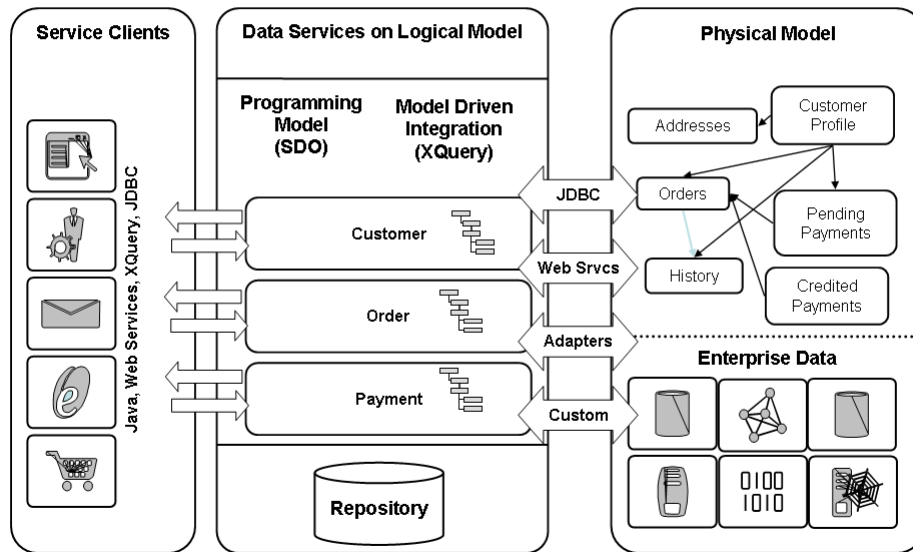 Service Clients
Java, Web Services, XQuery, JDBC
Data Services on Logical Model
Programming
Model
(SDO)
Model Driven
Integration
(XQuery)
Customer
Order
Payment
Repository
JDBC
Web Srvcs
Adapters
Custom
Physical Model
Addresses
Customer
Profile
Orders
Pending
Payments
History
Credited
Payments
Enterprise Data
0100
1010